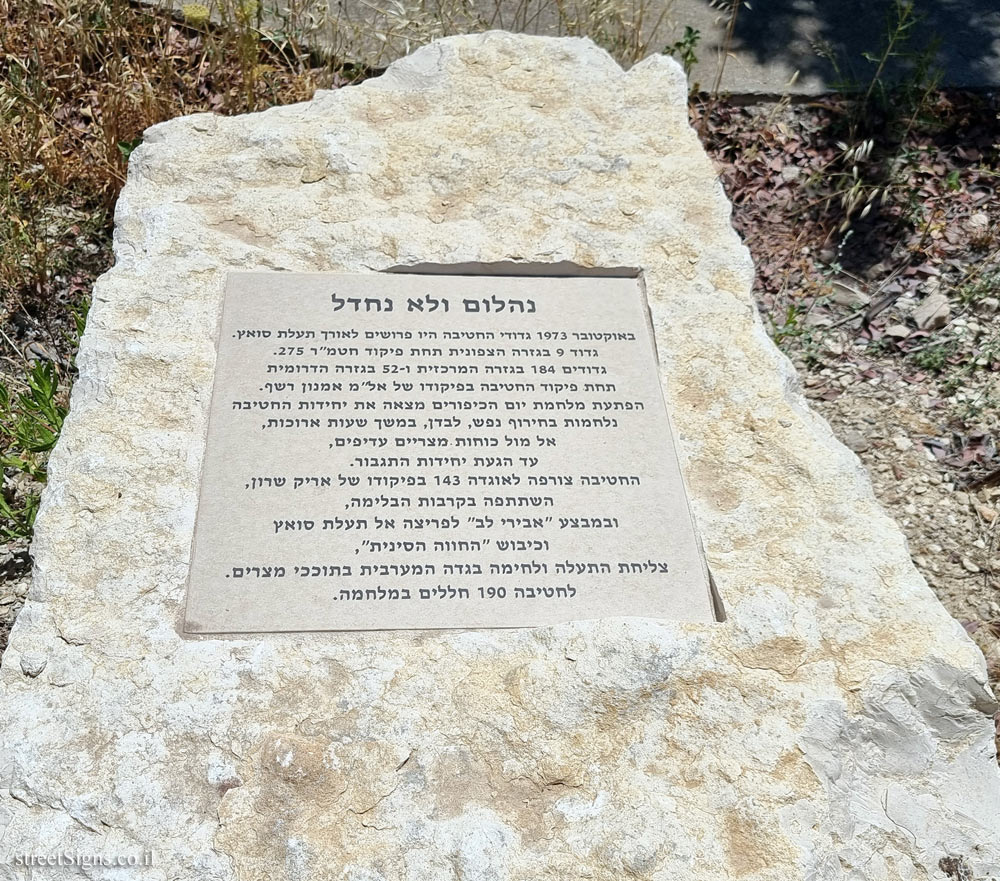 נהלום ולא נחדל
באוקטובר 1973 גדודי החטיבה היו פרושים לאורך תעלת סואץ.
גדוד 9 בגזרה הצפונית תחת פיקוד חטמ"ר 275.
גדודים 184 בגזרה המרכזית ו-52 בגזרה הדרומית
תחת פיקוד החטיבה בפיקודו של אל"מ אמנון רשף.
הפתעת מלחמת יום הכיפורים מצאה את יחידות החטיבה
נלחמות בחירוף נפש, לבדן, במשך שעות ארוכות,
אל מול כוחות מצריים עדיפים,
עד הגעת יחידות התגבור.
החטיבה צורפה לאוגדה 143 בפיקודו של אריק שרון,
השתתפה בקרבות הבלימה,
ובמבצע "אבירי לב" לפריצה אל תעלת סואץ
וכיבוש "החווה הסינית",
צליחת התעלה ולחימה בגדה המערבית בתוככי מצרים.
לחטיבה 190 חללים במלחמה.
streetSigns.co.il